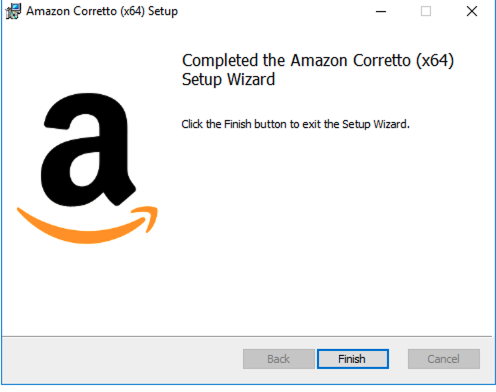 Amazon Corretto (x64) Setup
Completed the Amazon Corretto (x64)
Setup Wizard
Click the Finish button to exit the Setup Wizard.
a
Back
Finish
Cancel